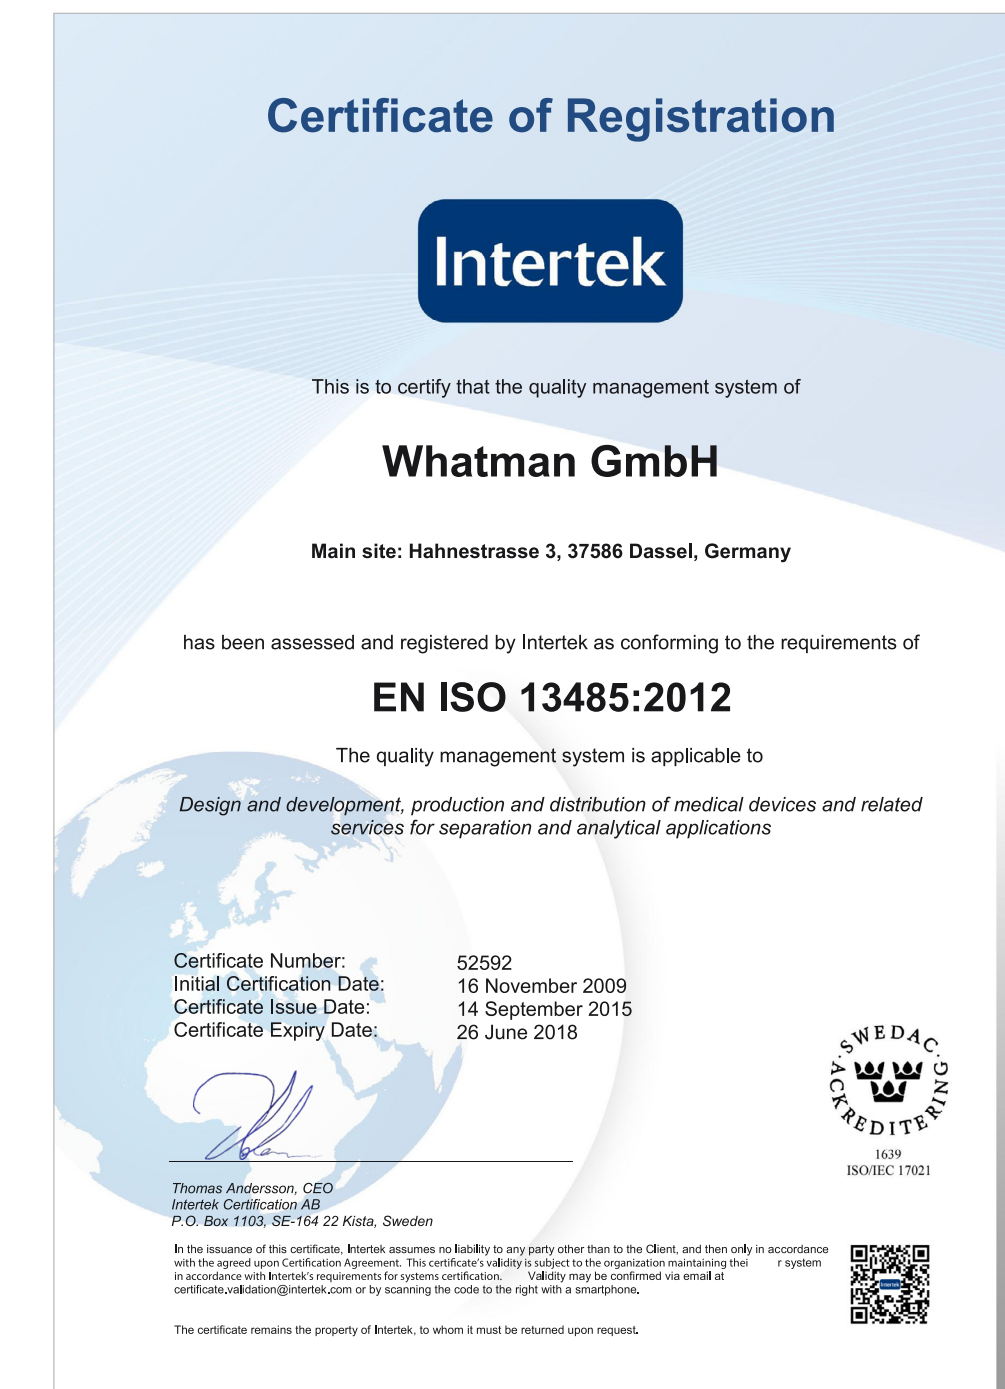 Certificate of Registration
Intertek
This is to certify that the quality management system of
Whatman GmbH
Main site: Hahnestrasse 3, 37586 Dassel, Germany
has been assessed and registered by Intertek as conforming to the requirements of
EN ISO 13485:2012
The quality management system is applicable to
Design and development, production and distribution of medical devices and related
services for separation and analytical applications
Certificate Number: 52592
Initial Certification Date: 16 November 2009
Certificate Issue Date: 14 September 2015
Certificate Expiry Date: 26 June 2018
SWEDAC
ACKREDITERING
1639
ISO/IEC 17021
Thomas Andersson, CEO
Intertek Certification AB
P.O. Box 1103, SE-164 22 Kista, Sweden
In the issuance of this certificate, Intertek assumes no liability to any party other than to the Client, and then only in accordance
with the agreed upon Certification Agreement. This certificate's validity is subject to the organization maintaining thei r system
in accordance with Intertek's requirements for systems certification. Validity may be confirmed via email at
certificate.validation@intertek.com or by scanning the code to the right with a smartphone.
Intertek
The certificate remains the property of Intertek, to whom it must be returned upon request.